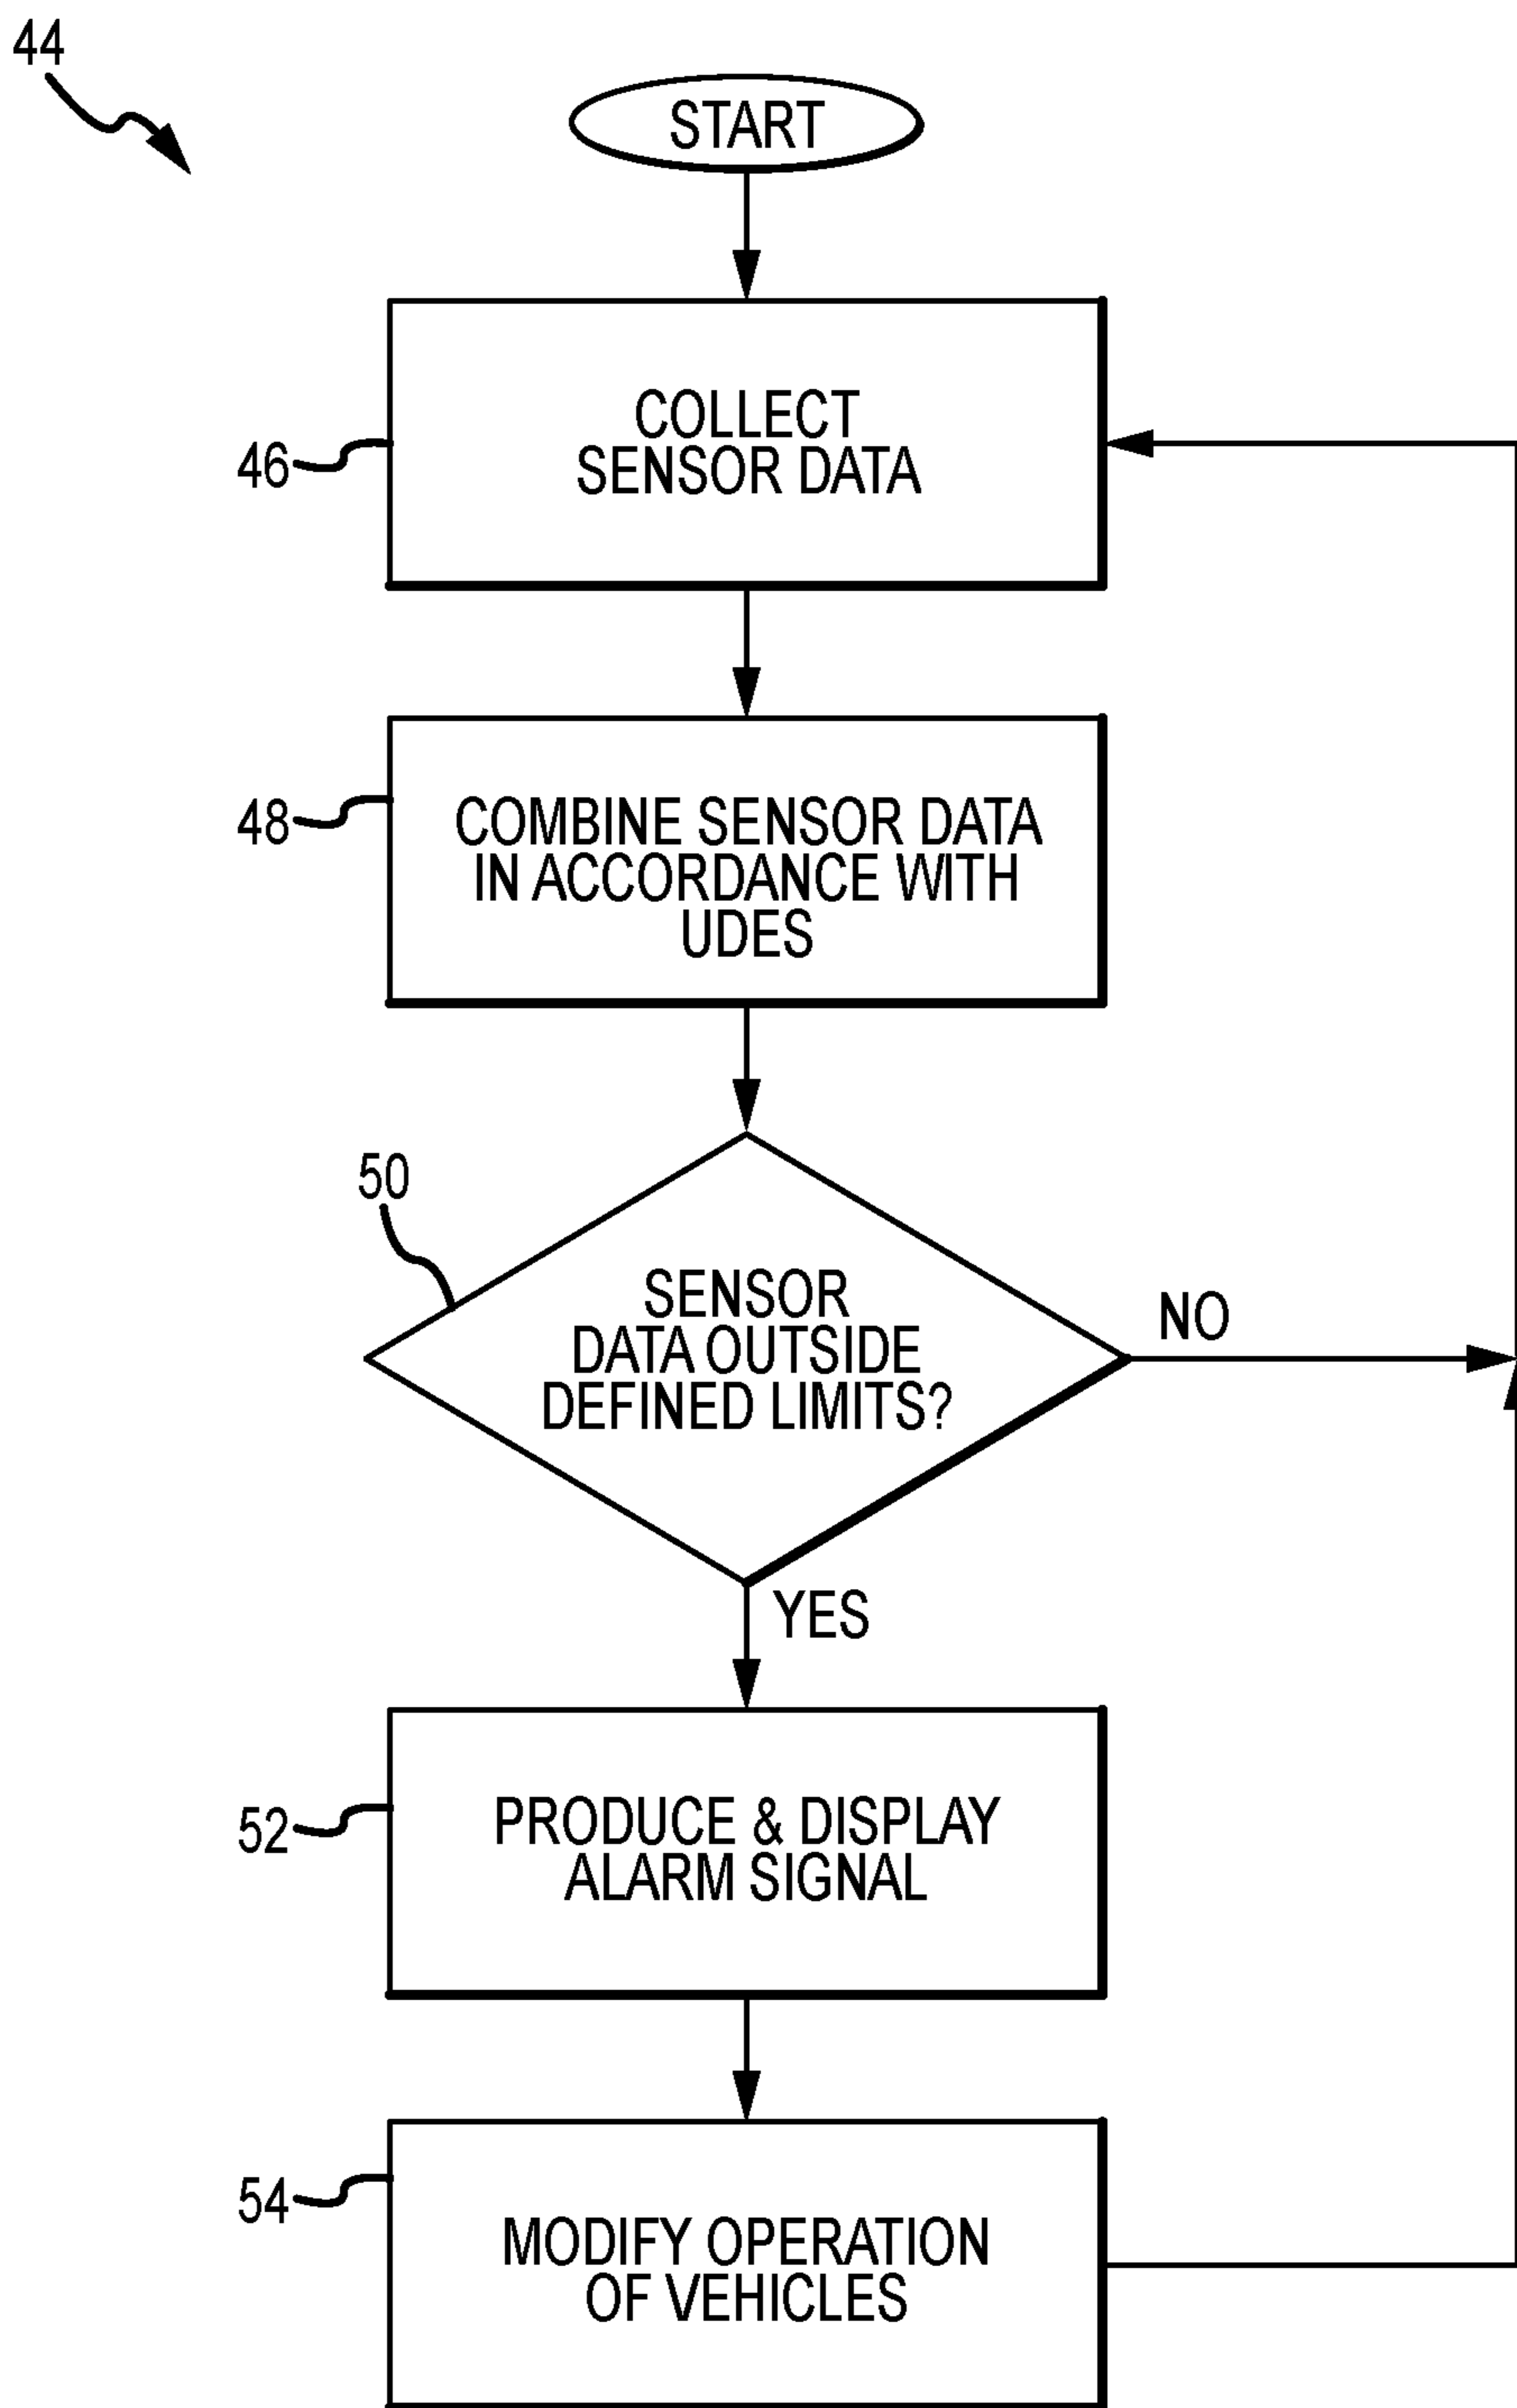 44
START
46
COLLECT
SENSOR DATA
48
COMBINE SENSOR DATA
IN ACCORDANCE WITH
UDES
50
SENSOR
DATA OUTSIDE
DEFINED LIMITS?
NO
YES
52
PRODUCE & DISPLAY
ALARM SIGNAL
54
MODIFY OPERATION
OF VEHICLES